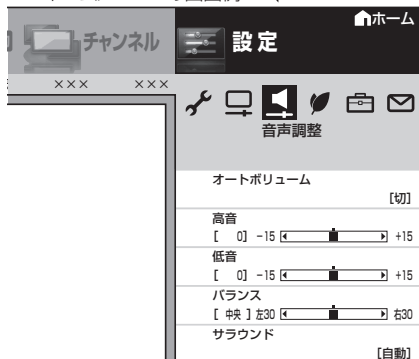 ホーム
チャンネル
設定
××× ×××
音声調整
オートボリューム
[切]
高音
[ 0] -15 +15
低音
[ 0] -15 +15
バランス
[ 中央 ] 左30 右30
サラウンド
[自動]